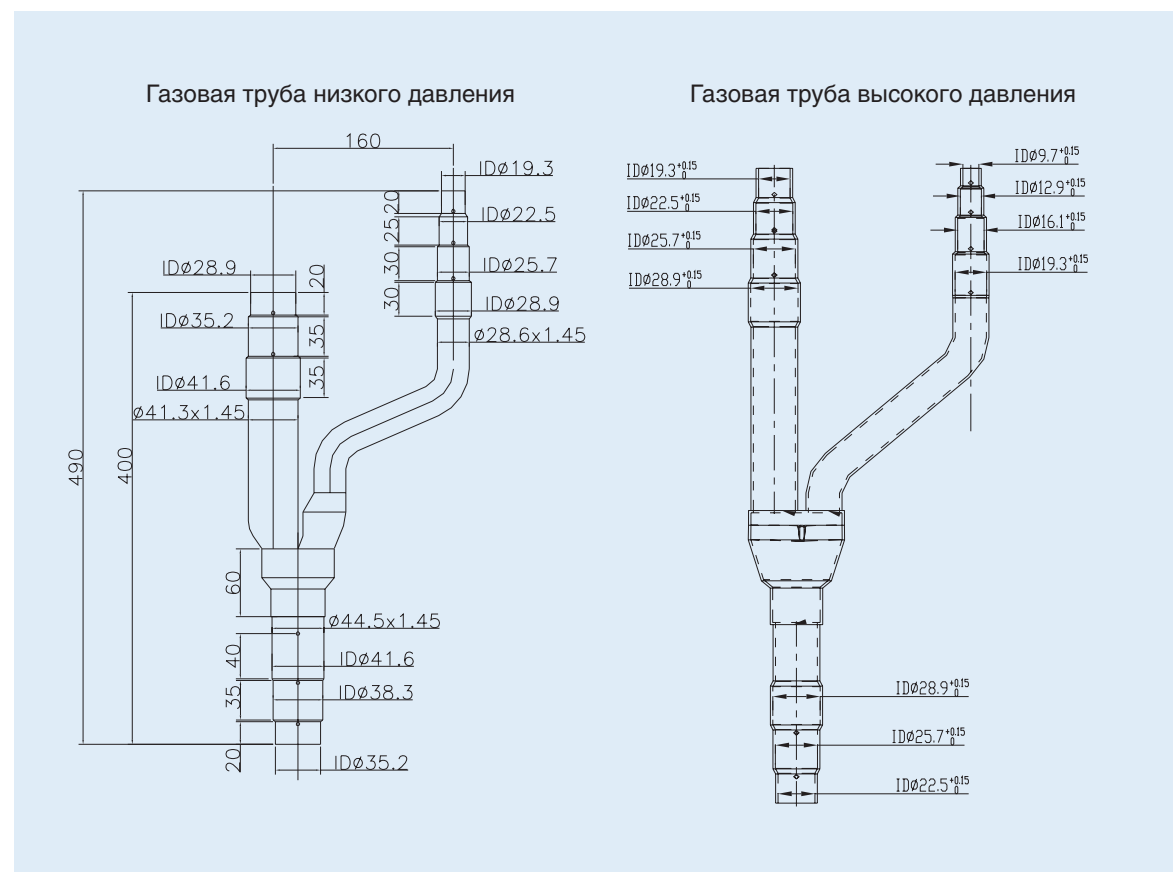 Газовая труба низкого давления
Газовая труба высокого давления
160
IDø19.3
20
IDø22.5
25
IDø25.7
30
IDø28.9
30
ø28.6x1.45
IDø28.9
20
IDø35.2
35
IDø41.6
35
ø41.3x1.45
490
400
60
ø44.5x1.45
40
IDø41.6
35
IDø38.3
20
IDø35.2
IDø19.3+0.15 0
IDø22.5+0.15 0
IDø25.7+0.15 0
IDø28.9+0.15 0
IDø9.7+0.15 0
IDø12.9+0.15 0
IDø16.1+0.15 0
IDø19.3+0.15 0
IDø28.9+0.15 0
IDø25.7+0.15 0
IDø22.5+0.15 0